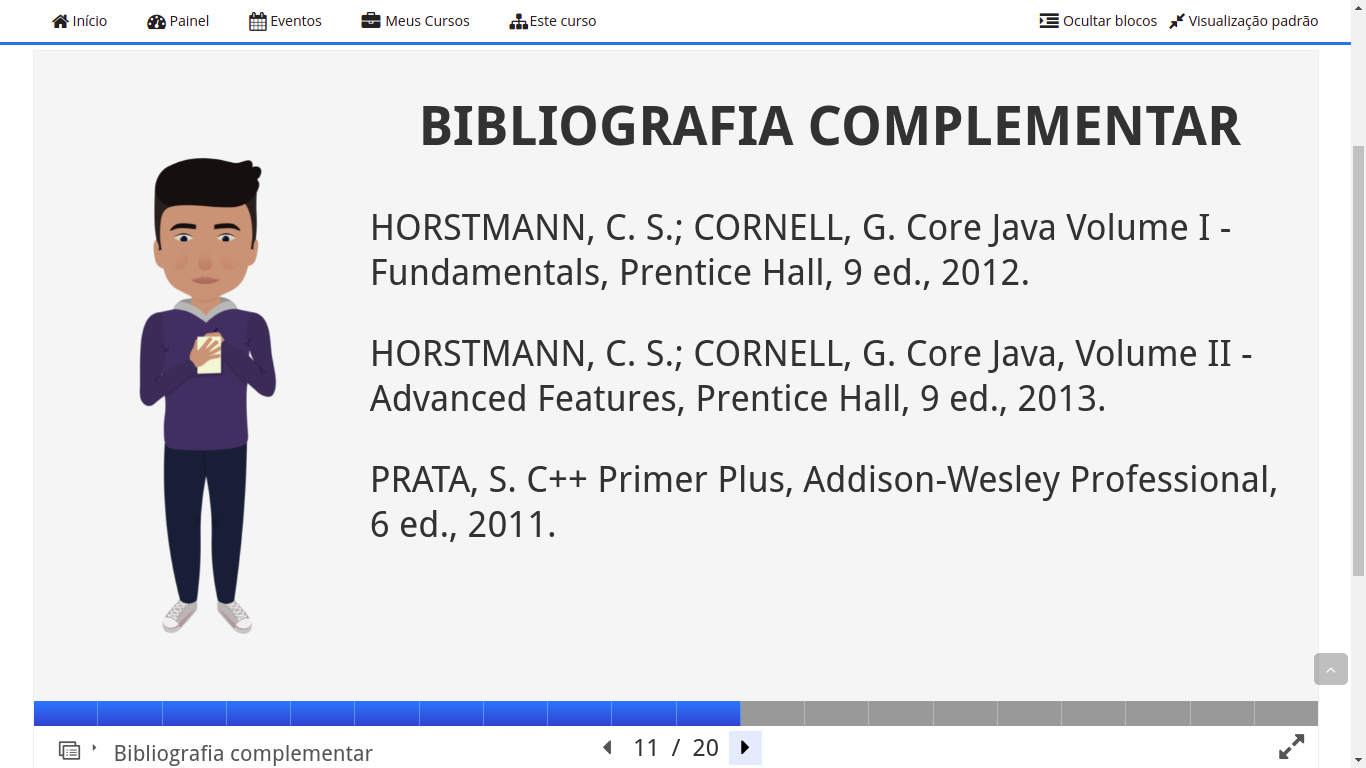 Início Painel Eventos Meus Cursos Este curso Ocultar blocos Visualização padrão
BIBLIOGRAFIA COMPLEMENTAR
HORSTMANN, C. S.; CORNELL, G. Core Java Volume I -
Fundamentals, Prentice Hall, 9 ed., 2012.
HORSTMANN, C. S.; CORNELL, G. Core Java, Volume II -
Advanced Features, Prentice Hall, 9 ed., 2013.
PRATA, S. C++ Primer Plus, Addison-Wesley Professional,
6 ed., 2011.
Bibliografia complementar 11 / 20